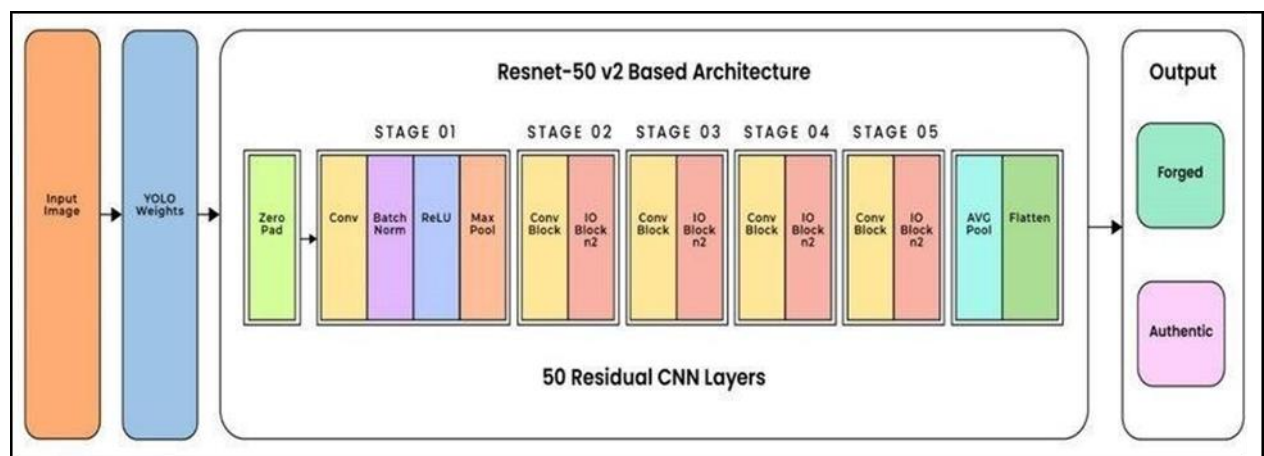 Resnet-50 v2 Based Architecture
Output
STAGE 01
STAGE 02
STAGE 03
STAGE 04
STAGE 05
Input
Image
YOLO
Weights
Zero
Pad
Conv
Batch
Norm
ReLU
Max
Pool
Conv
Block
IO
Block
n2
Conv
Block
IO
Block
n2
Conv
Block
IO
Block
n2
Conv
Block
IO
Block
n2
AVG
Pool
Flatten
Forged
Authentic
50 Residual CNN Layers